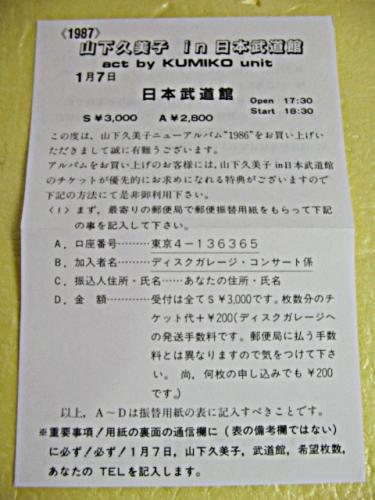 《1987》
山下久美子 in 日本武道館
act by KUMIKO unit
1月7日
日本武道館 Open 17:30
Start 18:30
S ¥3,000 A ¥2,800
この度は、山下久美子ニューアルバム"1986"をお買い上げい
ただきまして誠に有難うございます。
アルバムをお買い上げのお客様には、山下久美子 in日本武道館
のチケットが優先的にお求めになれる特典がございますので
下記の方法にて是非御利用下さい。
〈1〉まず、最寄りの郵便局で郵便振替用紙をもらって下記
の事を記入して下さい。
A. 口座番号………東京4-136365
B. 加入者名………ディスクガレージ・コンサート係
C. 振込人住所・氏名……あなたの住所・氏名
D. 金 額………受付は全てS ¥3,000です。枚数分のチ
ケット代+¥200(ディスクガレージへ
の発送手数料です。郵便局に払う手数
料とは異なりますので気をつけて下さ
い。 尚、何枚の申し込みでも ¥200
です。)
以上、A~Dは振替用紙の表に記入すべきことです。
※重要事項!用紙の裏面の通信欄に(表の備考欄ではない)
に必ず!必ず!1月7日、山下久美子、武道館、希望枚数、
あなたの TELを記入します。